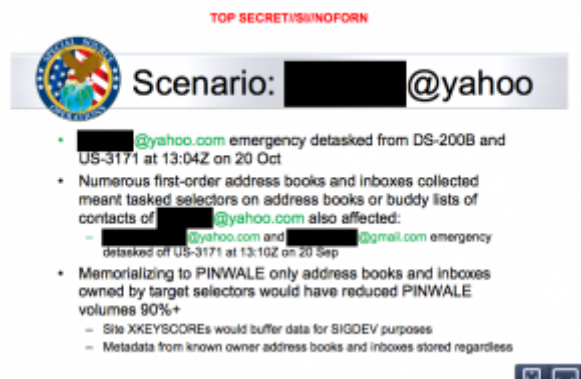 TOP SECRET//SI//NOFORN
SPECIAL SOURCE
OPERATIONS
Scenario: @yahoo
• @yahoo.com emergency detasked from DS-200B and
US-3171 at 13:04Z on 20 Oct
• Numerous first-order address books and inboxes collected
meant tasked selectors on address books or buddy lists of
contacts of @yahoo.com also affected:
– @yahoo.com and @gmail.com emergency
detasked off US-3171 at 13:10Z on 20 Sep
• Memorializing to PINWALE only address books and inboxes
owned by target selectors would have reduced PINWALE
volumes 90%+
– Site XKEYSCOREs would buffer data for SIGDEV purposes
– Metadata from known owner address books and inboxes stored regardless